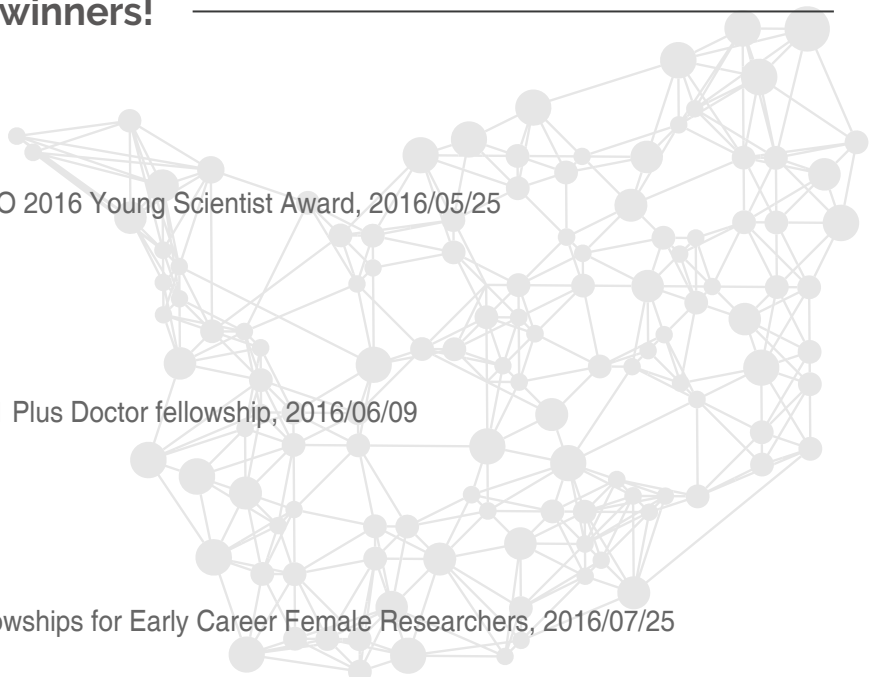 winners!
O 2016 Young Scientist Award, 2016/05/25
Plus Doctor fellowship, 2016/06/09
wships for Early Career Female Researchers, 2016/07/25